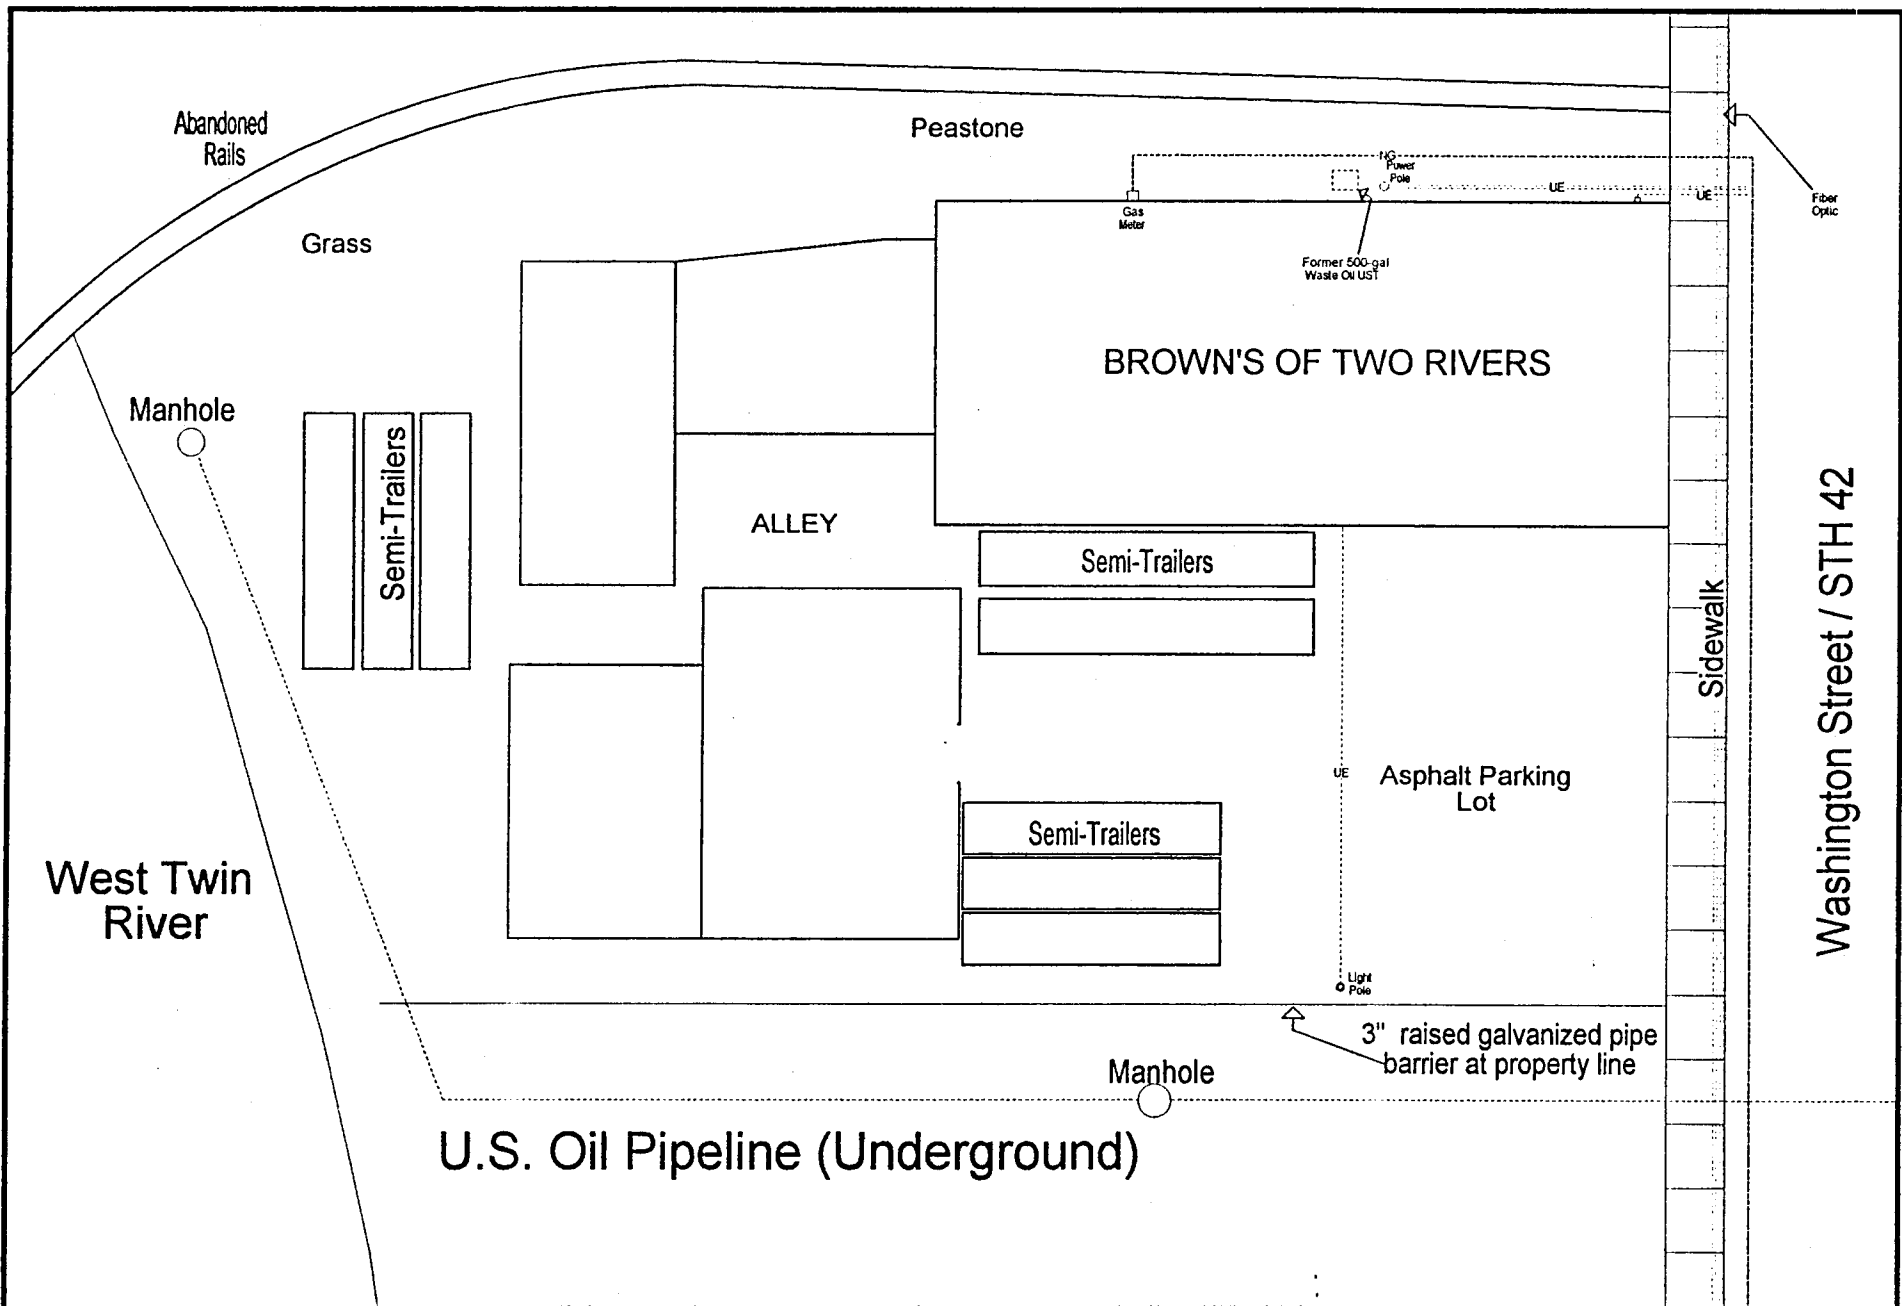 Abandoned
Rails
Peastone
NG
Power
Pole
UE
UE
Fiber
Optic
Gas
Meter
Grass
Former 500-gal
Waste Oil UST
BROWN'S OF TWO RIVERS
Manhole
Semi-Trailers
ALLEY
Semi-Trailers
Sidewalk
Washington Street / STH 42
UE
Asphalt Parking
Lot
Semi-Trailers
West Twin
River
Light
Pole
3" raised galvanized pipe
barrier at property line
Manhole
U.S. Oil Pipeline (Underground)